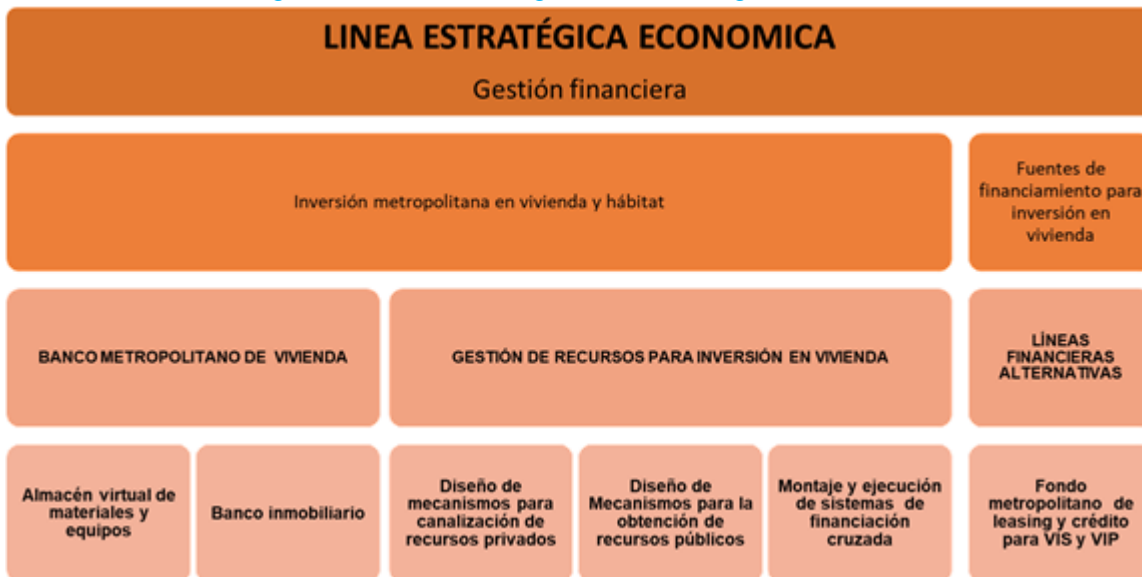 LINEA ESTRATÉGICA ECONOMICA
Gestión financiera
Inversión metropolitana en vivienda y hábitat
Fuentes de
financiamiento para
inversión en
vivienda
BANCO METROPOLITANO DE VIVIENDA
GESTIÓN DE RECURSOS PARA INVERSIÓN EN VIVIENDA
LÍNEAS
FINANCIERAS
ALTERNATIVAS
Almacén virtual de
materiales y
equipos
Banco inmobiliario
Diseño de
mecanismos para
canalización de
recursos privados
Diseño de
Mecanismos para la
obtención de
recursos públicos
Montaje y ejecución
de sistemas de
financiación
cruzada
Fondo
metropolitano de
leasing y crédito
para VIS y VIP